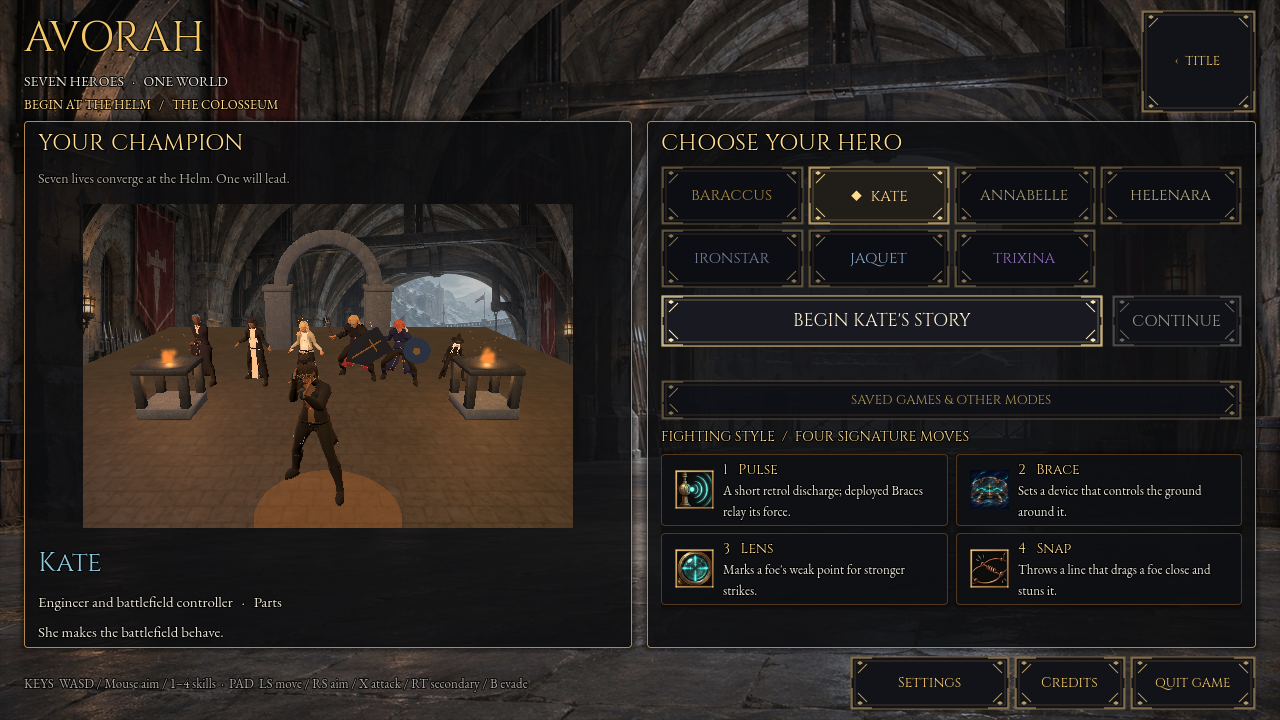 AVORAH
SEVEN HEROES · ONE WORLD
BEGIN AT THE HELM / THE COLOSSEUM
‹ TITLE
YOUR CHAMPION
Seven lives converge at the Helm. One will lead.
Kate
Engineer and battlefield controller · Parts
She makes the battlefield behave.
CHOOSE YOUR HERO
BARACCUS
◆ KATE
ANNABELLE
HELENARA
IRONSTAR
JAQUET
TRIXINA
BEGIN KATE'S STORY
CONTINUE
SAVED GAMES & OTHER MODES
FIGHTING STYLE / FOUR SIGNATURE MOVES
1 Pulse
A short retrol discharge; deployed Braces
relay its force.
2 Brace
Sets a device that controls the ground
around it.
3 Lens
Marks a foe's weak point for stronger
strikes.
4 Snap
Throws a line that drags a foe close and
stuns it.
KEYS WASD / Mouse aim / 1–4 skills · PAD LS move / RS aim / X attack / RT secondary / B evade
Settings
Credits
Quit Game